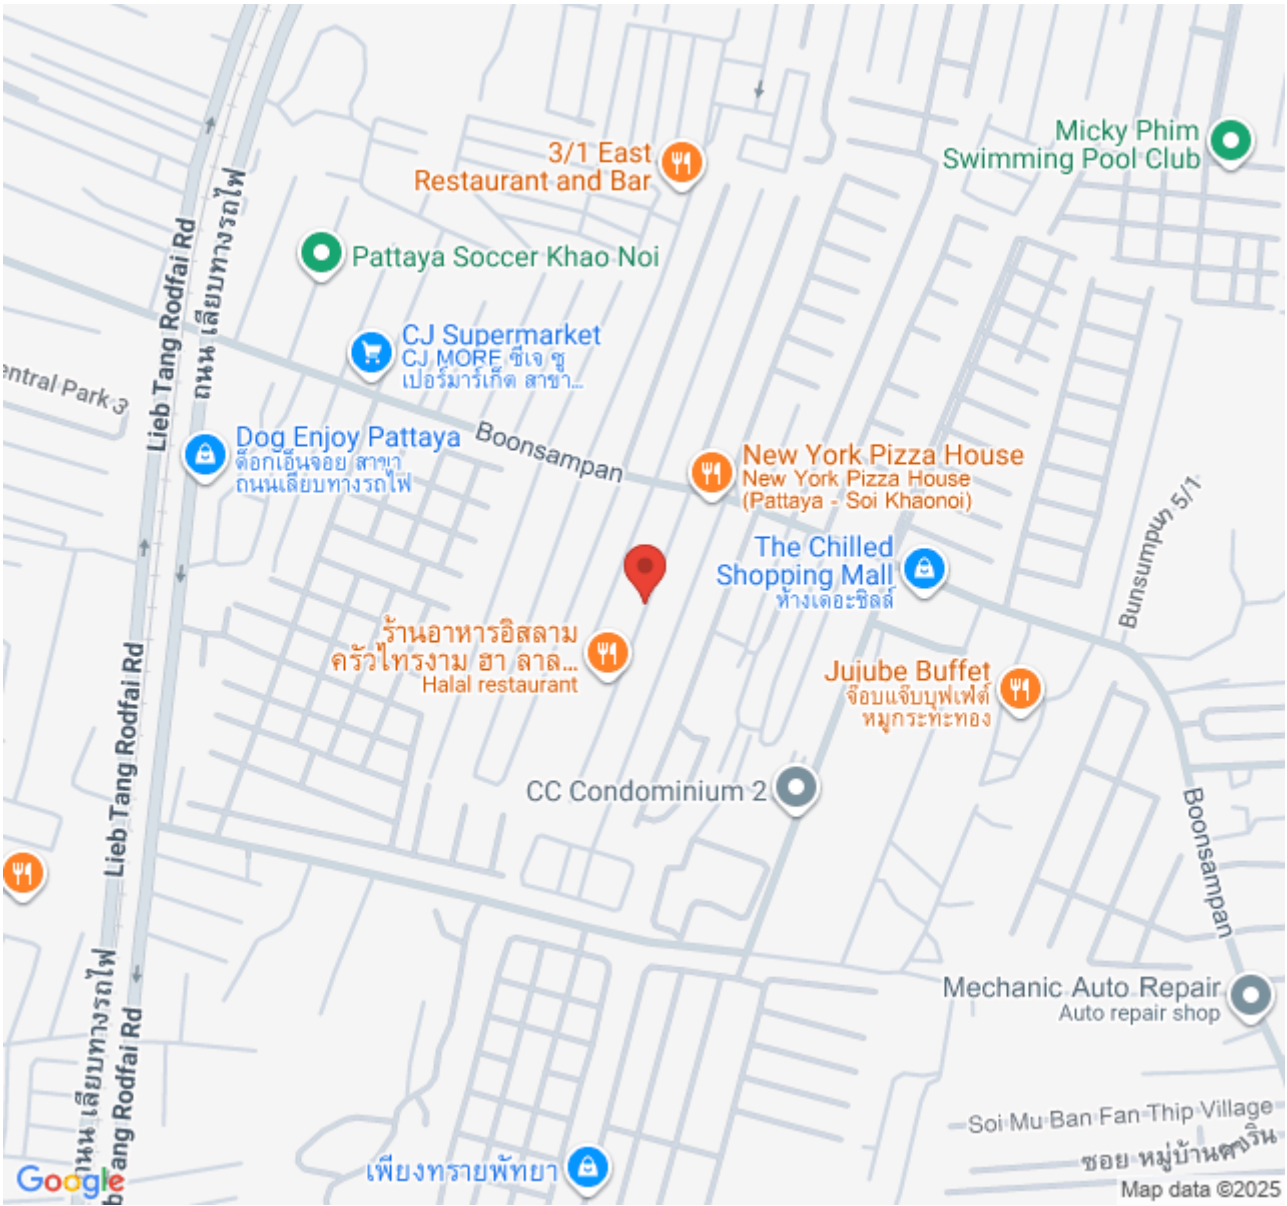 3/1 East
Restaurant and Bar
Micky Phim
Swimming Pool Club
Pattaya Soccer Khao Noi
Lieb Tang Rodfai Rd
ถนน เลียบทางรถไฟ
CJ Supermarket
CJ MORE ซีเจ ซู
เปอร์มาร์เก็ต สาขา...
entral Park 3
Dog Enjoy Pattaya
ด็อกเอ็นจอย สาขา
ถนนเลียบทางรถไฟ
Boonsampan
New York Pizza House
New York Pizza House
(Pattaya - Soi Khaonoi)
The Chilled
Shopping Mall
ห้างเดอะชิลล์
5/1
ร้านอาหารอิสลาม
ครัวไทรงาม ฮา ลาล...
Halal restaurant
Jujube Buffet
จ๊อบแจ๊บบุฟเฟ่ต์
หมูกระทะทอง
Lieb Tang Rodfai Rd
CC Condominium 2
Boonsampan
Mechanic Auto Repair
Auto repair shop
ถนน เลียบทางรถไฟ
ang Rodfai Rd
Soi Mu Ban Fan Thip Village
ซอย
เพียงทรายพัทยา
Google
Map data ©2025